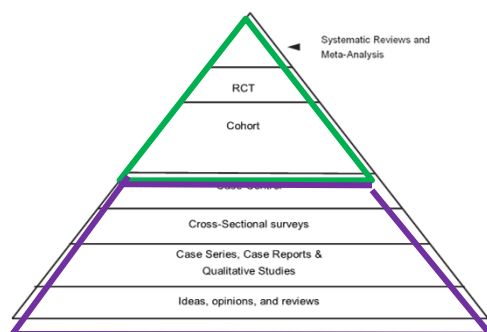 Systematic Reviews and
Meta-Analysis
RCT
Cohort
Case-Control
Cross-Sectional surveys
Case Series, Case Reports &
Qualitative Studies
Ideas, opinions, and reviews